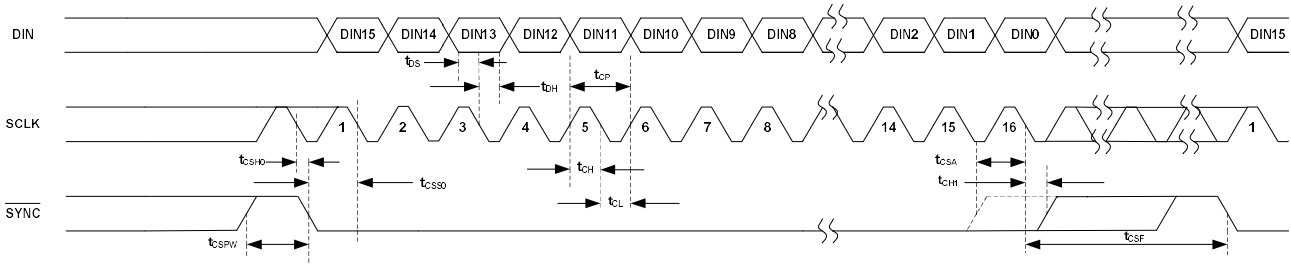 DIN DIN15 DIN14 DIN13 DIN12 DIN11 DIN10 DIN9 DIN8 DIN2 DIN1 DIN0 DIN15
tDS tDH tCP
SCLK 1 2 3 4 5 6 7 8 14 15 16 1
tCSH0 tCSS0 tCH tCL tCSA tCH1
SYNC
tCSPW tCSF